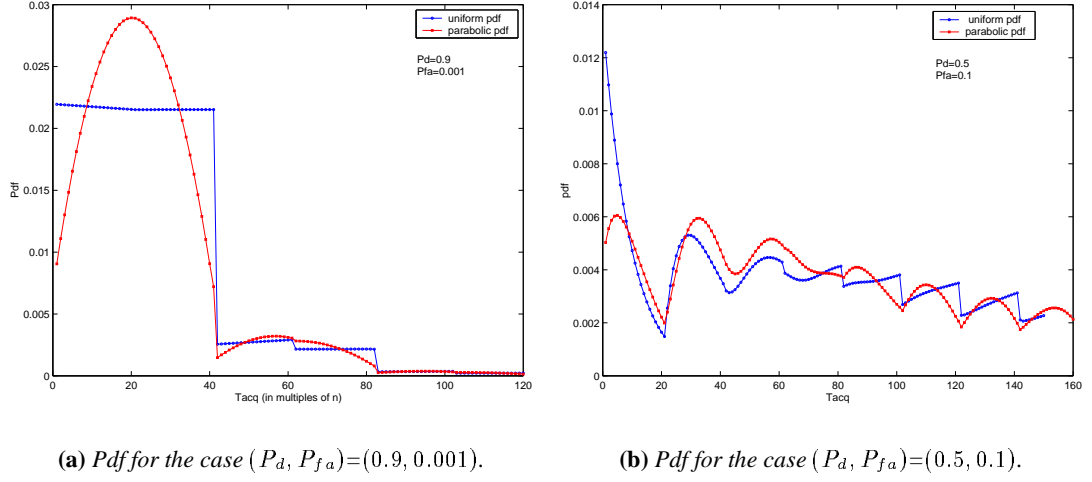 0.03
0.025
0.02
0.015
0.01
0.005
0
Pdf
0 20 40 60 80 100 120
Tacq (in multiples of n)
uniform pdf
parabolic pdf
Pd=0.9
Pfa=0.001
(a) Pdf for the case (P_d, P_fa)=(0.9, 0.001).
0.014
0.012
0.01
0.008
0.006
0.004
0.002
0
pdf
0 20 40 60 80 100 120 140 160
Tacq
uniform pdf
parabolic pdf
Pd=0.5
Pfa=0.1
(b) Pdf for the case (P_d, P_fa)=(0.5, 0.1).